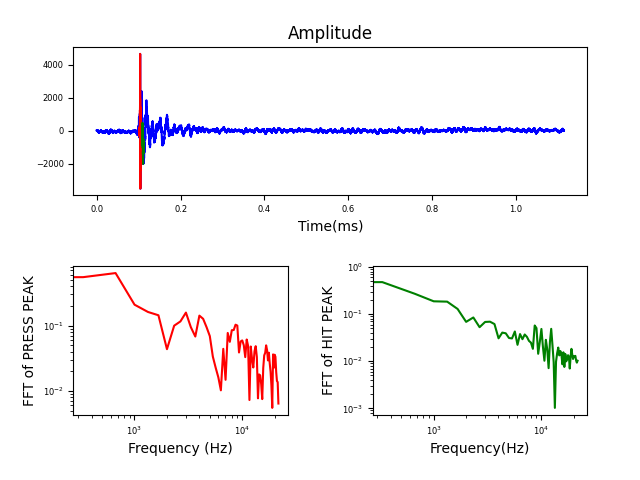 Amplitude
4000
2000
0
−2000
0.0 0.2 0.4 0.6 0.8 1.0
Time(ms)
FFT of PRESS PEAK
10⁻¹
10⁻²
10³ 10⁴
Frequency (Hz)
FFT of HIT PEAK
10⁰
10⁻¹
10⁻²
10⁻³
10³ 10⁴
Frequency(Hz)